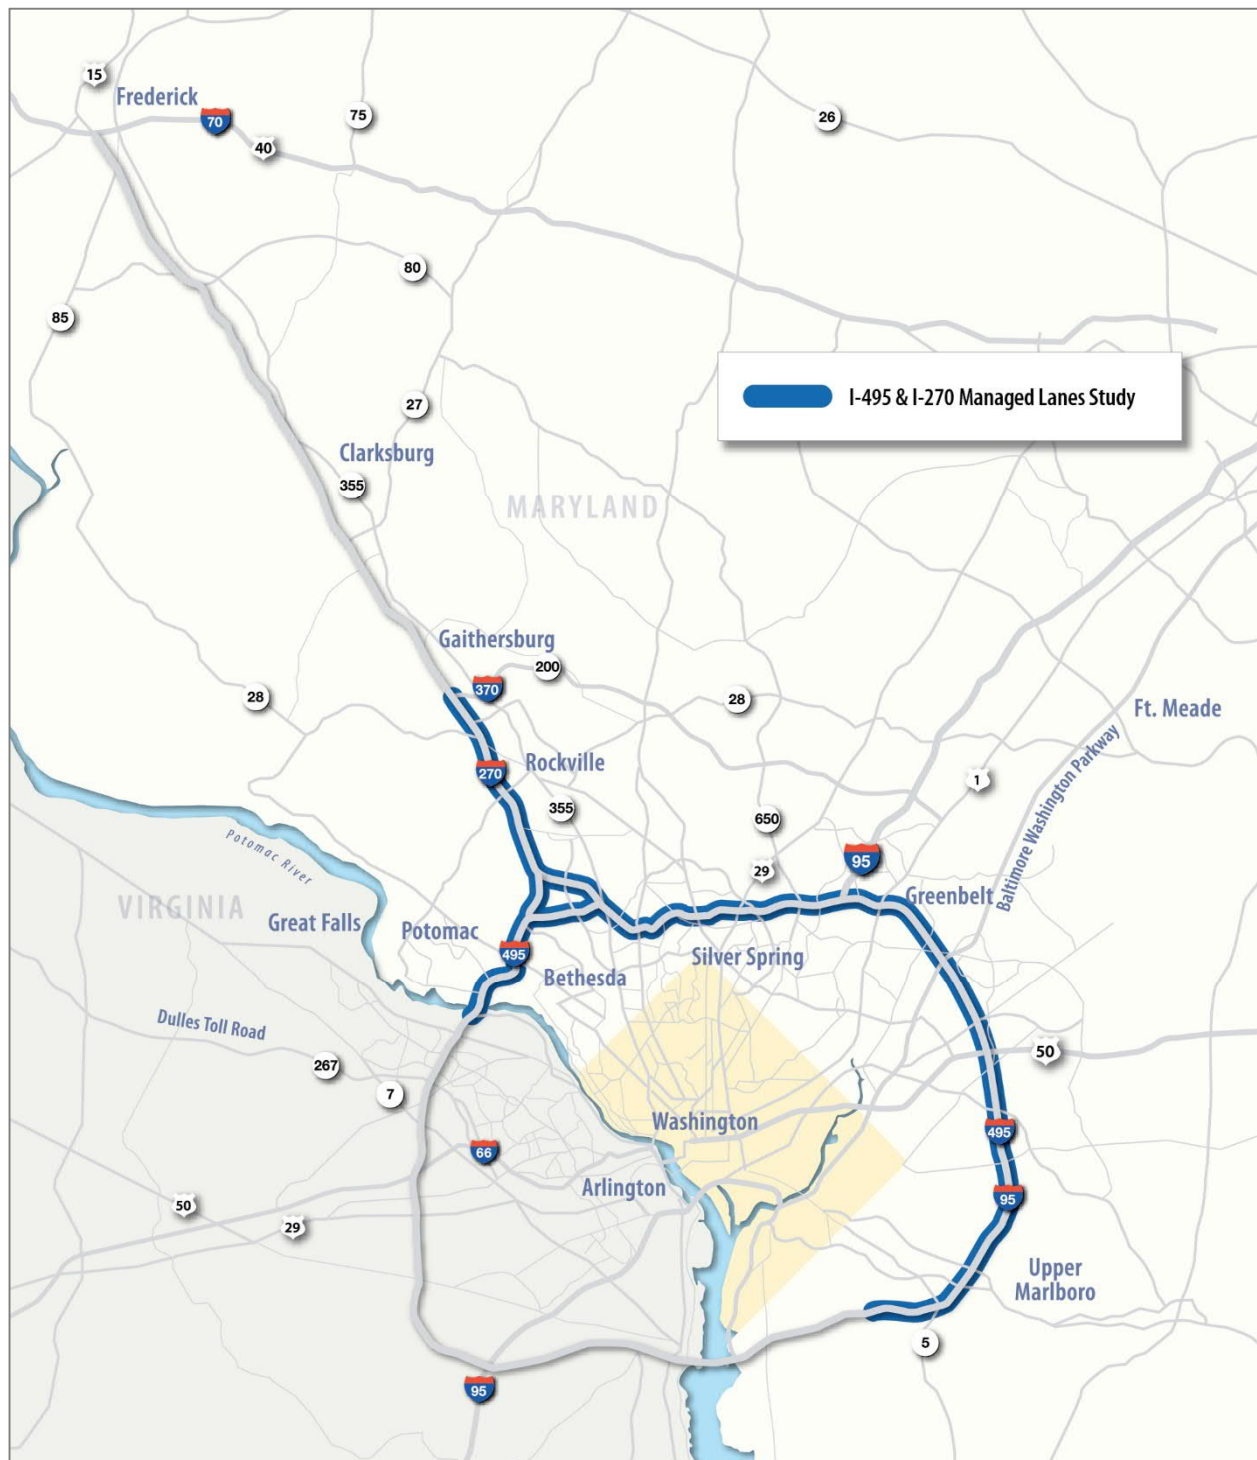 15
Frederick
70
40
75
26
80
85
I-495 & I-270 Managed Lanes Study
27
Clarksburg
355
MARYLAND
Gaithersburg
370
200
28
28
Ft. Meade
270
Rockville
355
650
1
Baltimore Washington Parkway
Potomac River
29
95
VIRGINIA
Great Falls
Potomac
495
Bethesda
Silver Spring
Greenbelt
Dulles Toll Road
267
7
50
Washington
495
66
Arlington
95
50
29
Upper
Marlboro
5
95